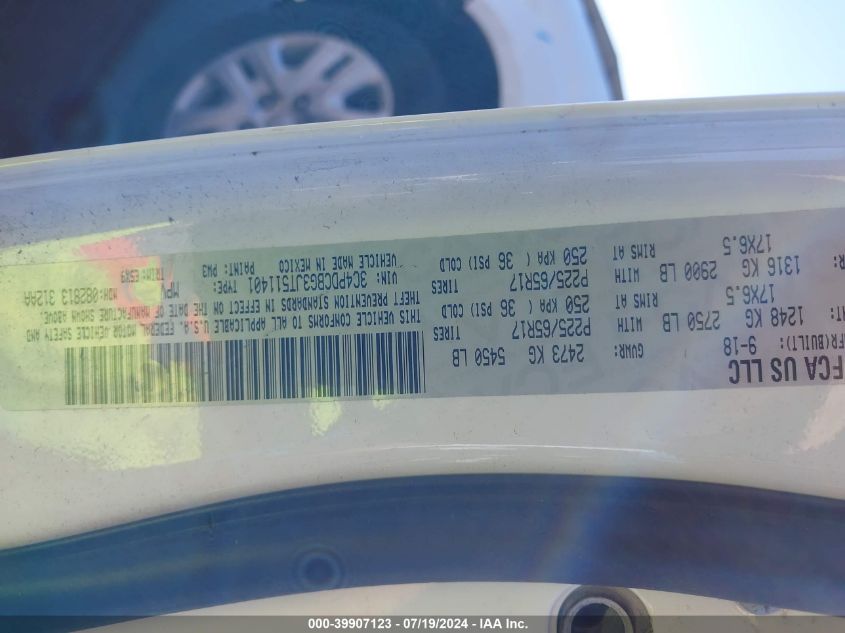 FCA US LLC
FR(BUILT):
9-18
GVWR:
2473 KG
5450 LB
1248 KG
2750 LB
WITH
P225/65R17
TIRES
17X6.5
RIMS AT
250 KPA ( 36 PSI) COLD
1316 KG
2900 LB
WITH
P225/65R17
TIRES
17X6.5
RIMS AT
250 KPA ( 36 PSI) COLD
THIS VEHICLE CONFORMS TO ALL APPLICABLE U.S.A. FEDERAL MOTOR VEHICLE SAFETY AND
THEFT PREVENTION STANDARDS IN EFFECT ON THE DATE OF MANUFACTURE SHOWN ABOVE.
VIN: 3C4PDCBG3JT511401 TYPE: MPV
MDH:082813 312AA
VEHICLE MADE IN MEXICO
PAINT: PW3
TRIM:
000-39907123 - 07/19/2024 - IAA Inc.